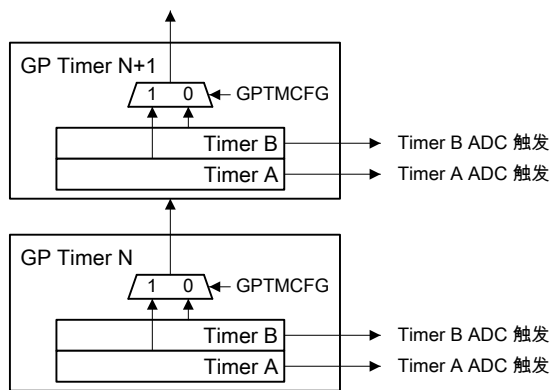 GP Timer N+1
1 0
GPTMCFG
Timer B
Timer B ADC 触发
Timer A
Timer A ADC 触发
GP Timer N
1 0
GPTMCFG
Timer B
Timer B ADC 触发
Timer A
Timer A ADC 触发